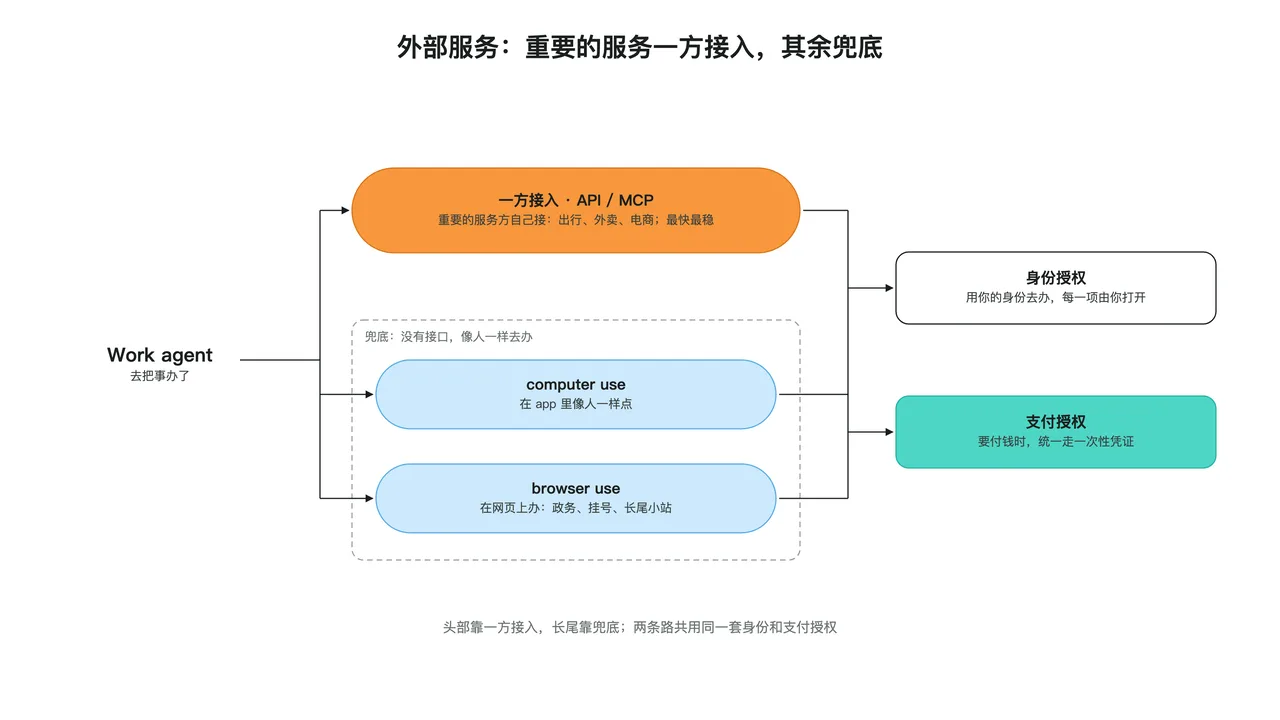 外部服务：重要的服务一方接入，其余兜底
一方接入 · API / MCP
重要的服务方自己接：出行、外卖、电商；最快最稳
身份授权
用你的身份去办，每一项由你打开
兜底：没有接口，像人一样去办
Work agent
去把事办了
computer use
在 app 里像人一样点
支付授权
要付钱时，统一走一次性凭证
browser use
在网页上办：政务、挂号、长尾小站
头部靠一方接入，长尾靠兜底；两条路共用同一套身份和支付授权